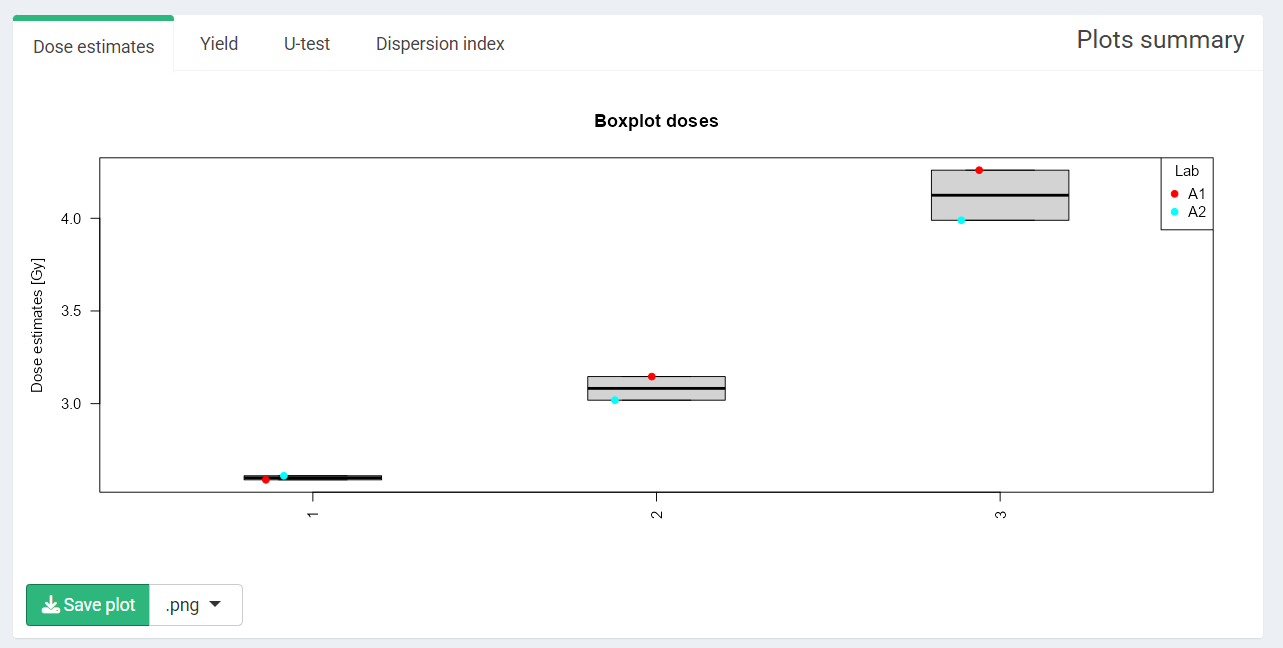 Dose estimates Yield U-test Dispersion index Plots summary
Boxplot doses
Lab
A1
A2
Dose estimates [Gy]
4.0
3.5
3.0
1 2 3
Save plot .png